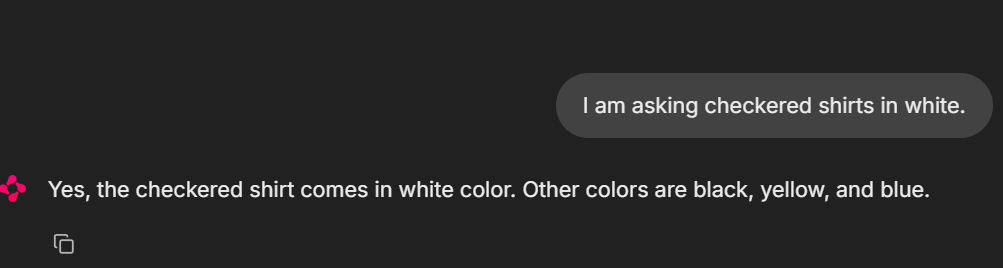 I am asking checkered shirts in white.
Yes, the checkered shirt comes in white color. Other colors are black, yellow, and blue.